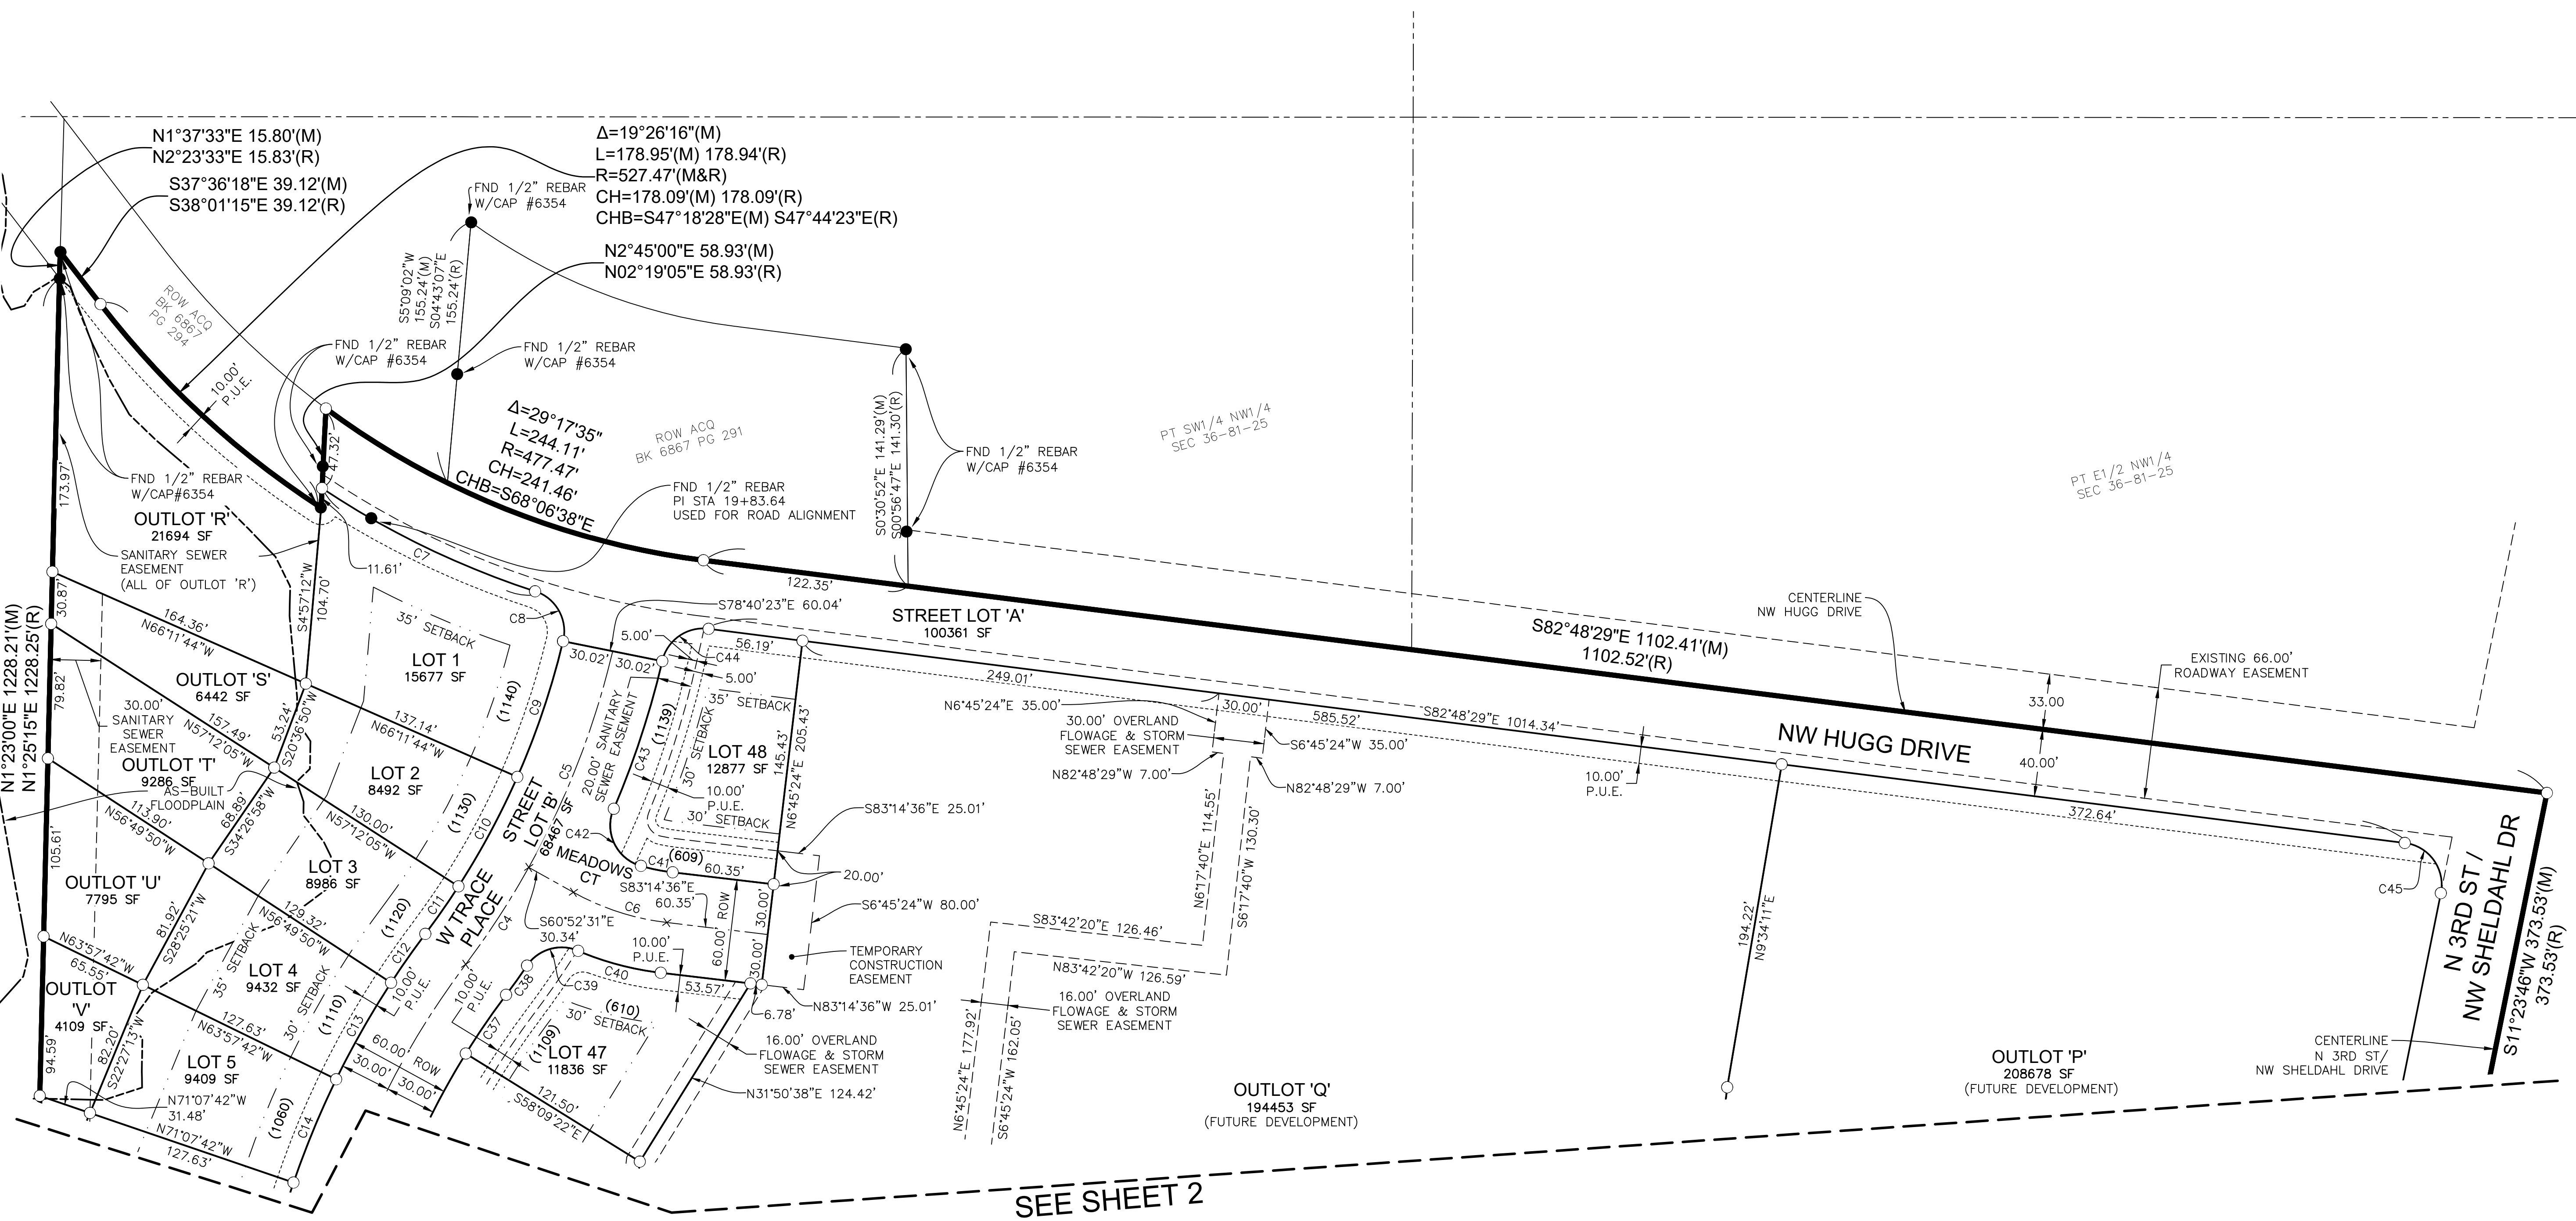 N1°37'33"E 15.80'(M)
N2°23'33"E 15.83'(R)
S37°36'18"E 39.12'(M)
S38°01'15"E 39.12'(R)
Δ=19°26'16"(M)
L=178.95'(M) 178.94'(R)
R=527.47'(M&R)
CH=178.09'(M) 178.09'(R)
CHB=S47°18'28"E(M) S47°44'23"E(R)
FND 1/2" REBAR
W/CAP #6354
N2°45'00"E 58.93'(M)
N02°19'05"E 58.93'(R)
S5°09'02"W
155.24'(M)
S04°43'07"E
155.24'(R)
ROW ACQ
BK 6867
PG 294
10.00'
P.U.E.
FND 1/2" REBAR
W/CAP #6354
FND 1/2" REBAR
W/CAP #6354
Δ=29°17'35"
L=244.11'
R=477.47'
CH=241.46'
CHB=S68°06'38"E
ROW ACQ
BK 6867 PG 291
S0°30'52"E 141.29'(M)
S00°56'47"E 141.30'(R)
FND 1/2" REBAR
W/CAP #6354
PT SW1/4 NW1/4
SEC 36-81-25
PT E1/2 NW1/4
SEC 36-81-25
47.32'
173.97'
FND 1/2" REBAR
W/CAP#6354
FND 1/2" REBAR
PI STA 19+83.64
USED FOR ROAD ALIGNMENT
OUTLOT 'R'
21694 SF
SANITARY SEWER
EASEMENT
(ALL OF OUTLOT 'R')
C7
11.61'
S4°57'12"W
104.70'
122.35'
STREET LOT 'A'
100361 SF
S82°48'29"E 1102.41'(M)
1102.52'(R)
CENTERLINE
NW HUGG DRIVE
EXISTING 66.00'
ROADWAY EASEMENT
33.00
40.00'
NW HUGG DRIVE
N1°23'00"E 1228.21'(M)
N1°25'15"E 1228.25'(R)
30.87'
164.36'
N66°11'44"W
35' SETBACK
C8
S78°40'23"E 60.04'
30.02'
30.02'
5.00'
C44
5.00'
56.19'
249.01'
30.00'
585.52'
S82°48'29"E 1014.34'
LOT 1
15677 SF
(1140)
C9
OUTLOT 'S'
6442 SF
79.82'
30.00'
SANITARY
SEWER
EASEMENT
157.49'
N57°12'05"W
53.24'
S20°36'50"W
137.14'
N66°11'44"W
C5
20.00' SANITARY
SEWER EASEMENT
C43
(1139)
30' SETBACK
35'
SETBACK
LOT 48
12877 SF
10.00'
P.U.E.
30' SETBACK
145.43'
N6°45'24"E 205.43'
N6°45'24"E 35.00'
30.00' OVERLAND
FLOWAGE & STORM
SEWER EASEMENT
S6°45'24"W 35.00'
N82°48'29"W 7.00'
N82°48'29"W 7.00'
10.00'
P.U.E.
372.64'
OUTLOT 'T'
9286 SF
AS-BUILT
FLOODPLAIN
LOT 2
8492 SF
(1130)
C10
STREET
LOT 'B'
68467 SF
105.61'
113.90'
N56°49'50"W
68.89'
S34°26'58"W
130.00'
N57°12'05"W
C42
C41
(609)
60.35'
S83°14'36"E 25.01'
20.00'
MEADOWS
CT
S83°14'36"E
60.35'
C6
S6°45'24"W 80.00'
N6°17'40"E 114.55'
S6°17'40"W 130.30'
C45
N 3RD ST /
NW SHELDAHL DR
S11°23'46"W 373.53'(M)
373.53'(R)
OUTLOT 'U'
7795 SF
LOT 3
8986 SF
(1120)
C11
W TRACE
PLACE
C4
S60°52'31"E
30.34'
60.00' ROW
30.00'
30.00'
10.00'
P.U.E.
TEMPORARY
CONSTRUCTION
EASEMENT
S83°42'20"E 126.46'
N83°42'20"W 126.59'
194.22'
N9°34'11"E
N63°57'42"W
65.55'
81.92'
S28°25'21"W
129.32'
N56°49'50"W
35' SETBACK
LOT 4
9432 SF
30' SETBACK
(1110)
C12
10.00'
P.U.E.
C13
10.00'
P.U.E.
C38
C39
C40
53.57'
N83°14'36"W 25.01'
6.78'
(610)
30' SETBACK
C37
(1109)
LOT 47
11836 SF
16.00' OVERLAND
FLOWAGE & STORM
SEWER EASEMENT
N31°50'38"E 124.42'
16.00' OVERLAND
FLOWAGE & STORM
SEWER EASEMENT
N6°45'24"E 177.92'
S6°45'24"W 162.05'
OUTLOT
'V'
4109 SF
94.59'
82.20'
S22°27'13"W
127.63'
N63°57'42"W
LOT 5
9409 SF
60.00' ROW
30.00'
30.00'
121.50'
S58°09'22"E
N71°07'42"W
31.48'
N71°07'42"W
127.63'
(1060)
C14
OUTLOT 'Q'
194453 SF
(FUTURE DEVELOPMENT)
OUTLOT 'P'
208678 SF
(FUTURE DEVELOPMENT)
CENTERLINE
N 3RD ST/
NW SHELDAHL DRIVE
SEE SHEET 2